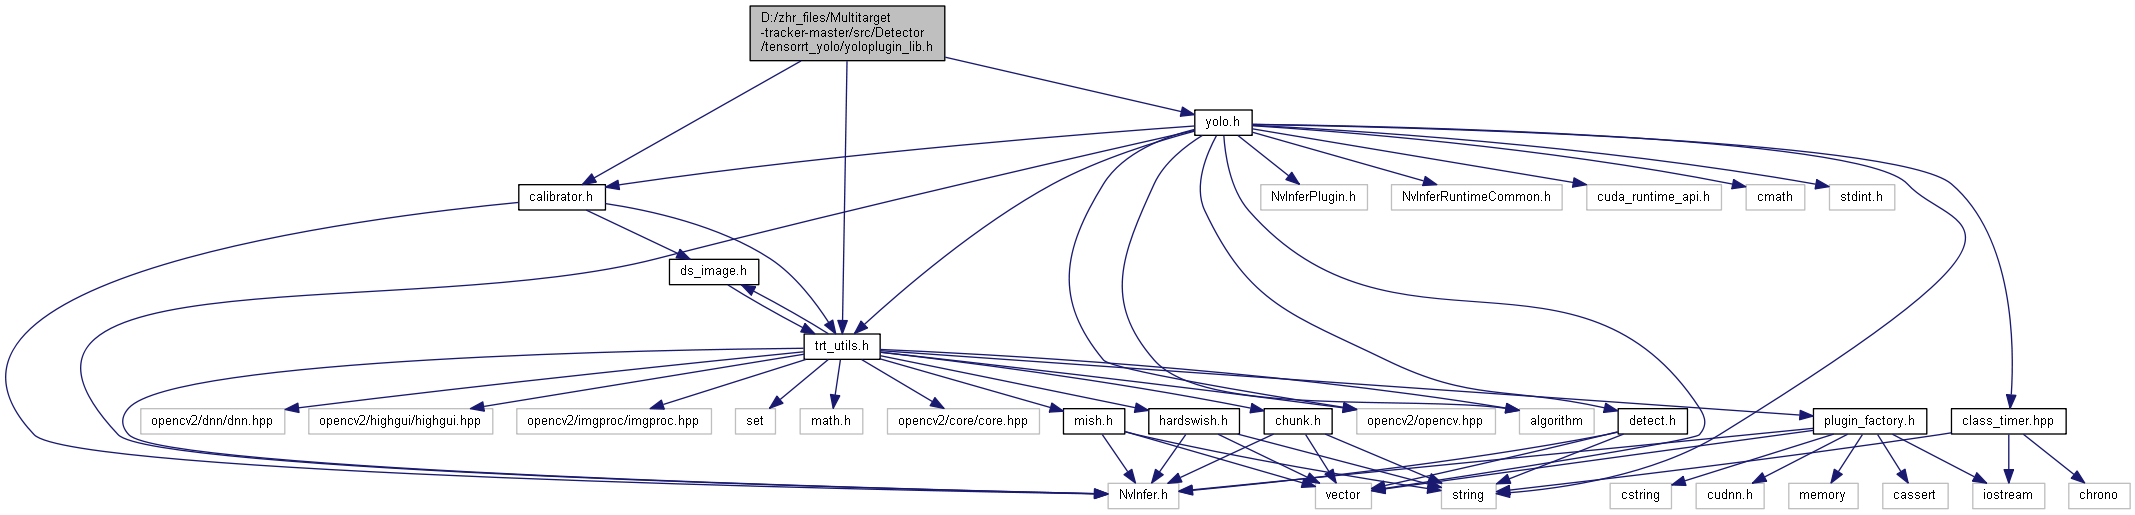 D:/zhr_files/Multitarget
-tracker-master/src/Detector
/tensorrt_yolo/yoloplugin_lib.h
yolo.h
calibrator.h
NvInferPlugin.h
NvInferRuntimeCommon.h
cuda_runtime_api.h
cmath
stdint.h
ds_image.h
trt_utils.h
opencv2/dnn/dnn.hpp
opencv2/highgui/highgui.hpp
opencv2/imgproc/imgproc.hpp
set
math.h
opencv2/core/core.hpp
mish.h
hardswish.h
chunk.h
opencv2/opencv.hpp
algorithm
detect.h
plugin_factory.h
class_timer.hpp
NvInfer.h
vector
string
cstring
cudnn.h
memory
cassert
iostream
chrono